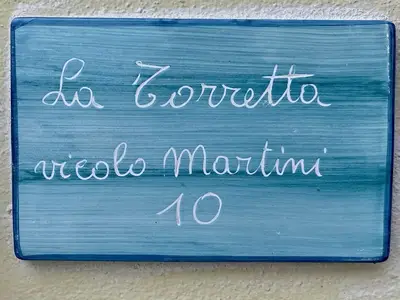 La Torretta
vicolo Martini
10